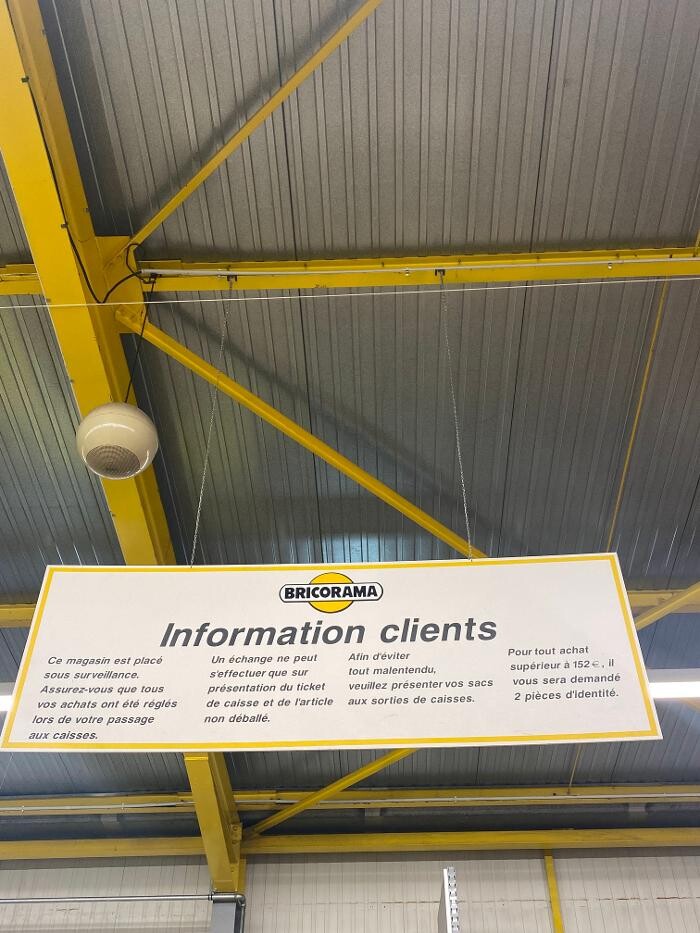 BRICORAMA
Information clients
Ce magasin est placé
sous surveillance.
Assurez-vous que tous
vos achats ont été réglés
lors de votre passage
aux caisses.
Un échange ne peut
s'effectuer que sur
présentation du ticket
de caisse et de l'article
non déballé.
Afin d'éviter
tout malentendu,
veuillez présenter vos sacs
aux sorties de caisses.
Pour tout achat
supérieur à 152 €, il
vous sera demandé
2 pièces d'identité.